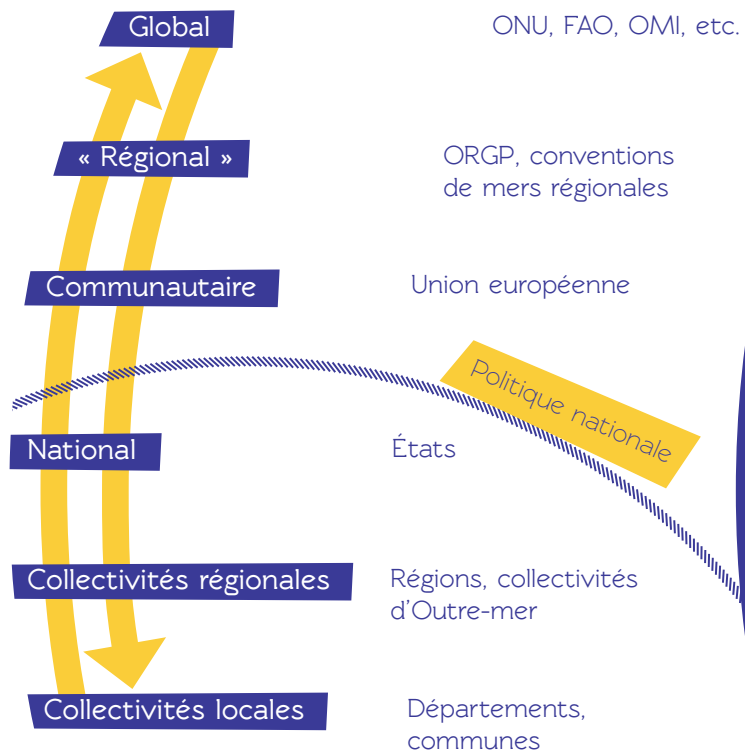 Global
ONU, FAO, OMI, etc.
« Régional »
ORGP, conventions
de mers régionales
Communautaire
Union européenne
Politique nationale
National
États
Collectivités régionales
Régions, collectivités
d'Outre-mer
Collectivités locales
Départements,
communes